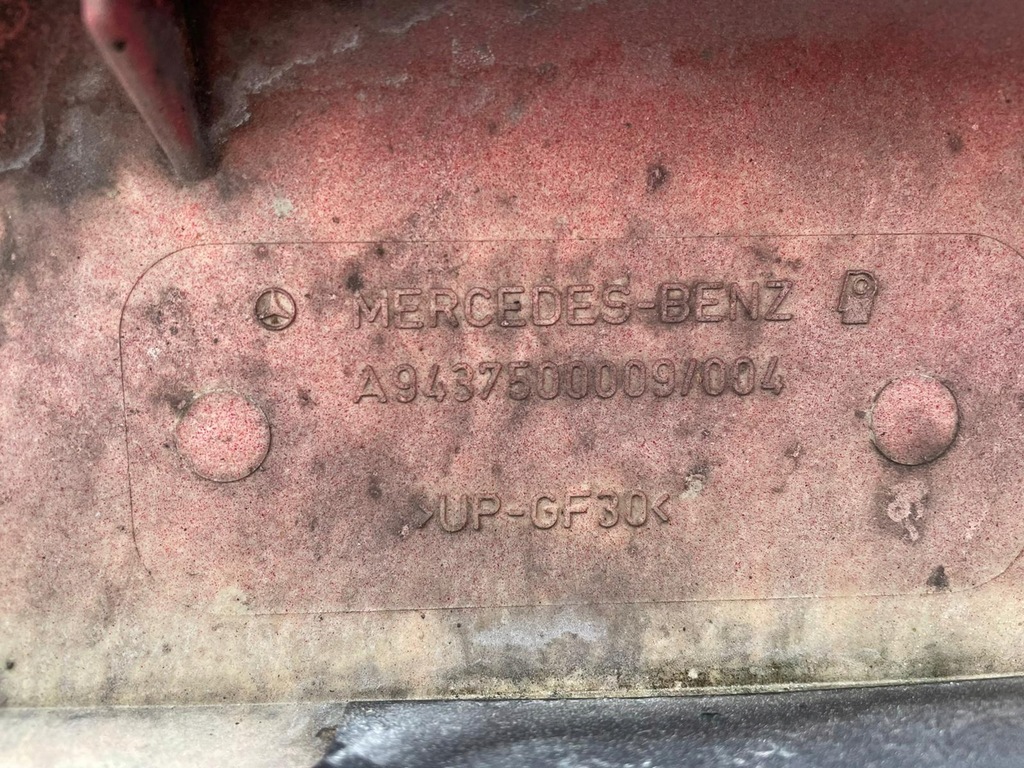 MERCEDES-BENZ
A9437500009/004
>UP-GF30<